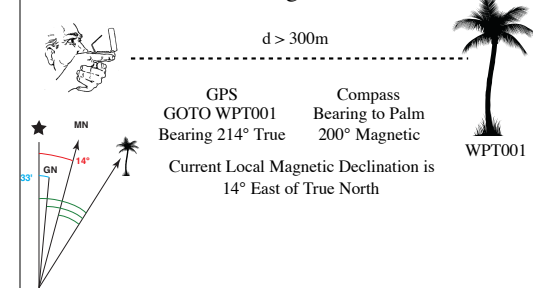 d > 300m
GPS
GOTO WPT001
Bearing 214° True
Compass
Bearing to Palm
200° Magnetic
WPT001
Current Local Magnetic Declination is
14° East of True North
MN
14°
GN
33'